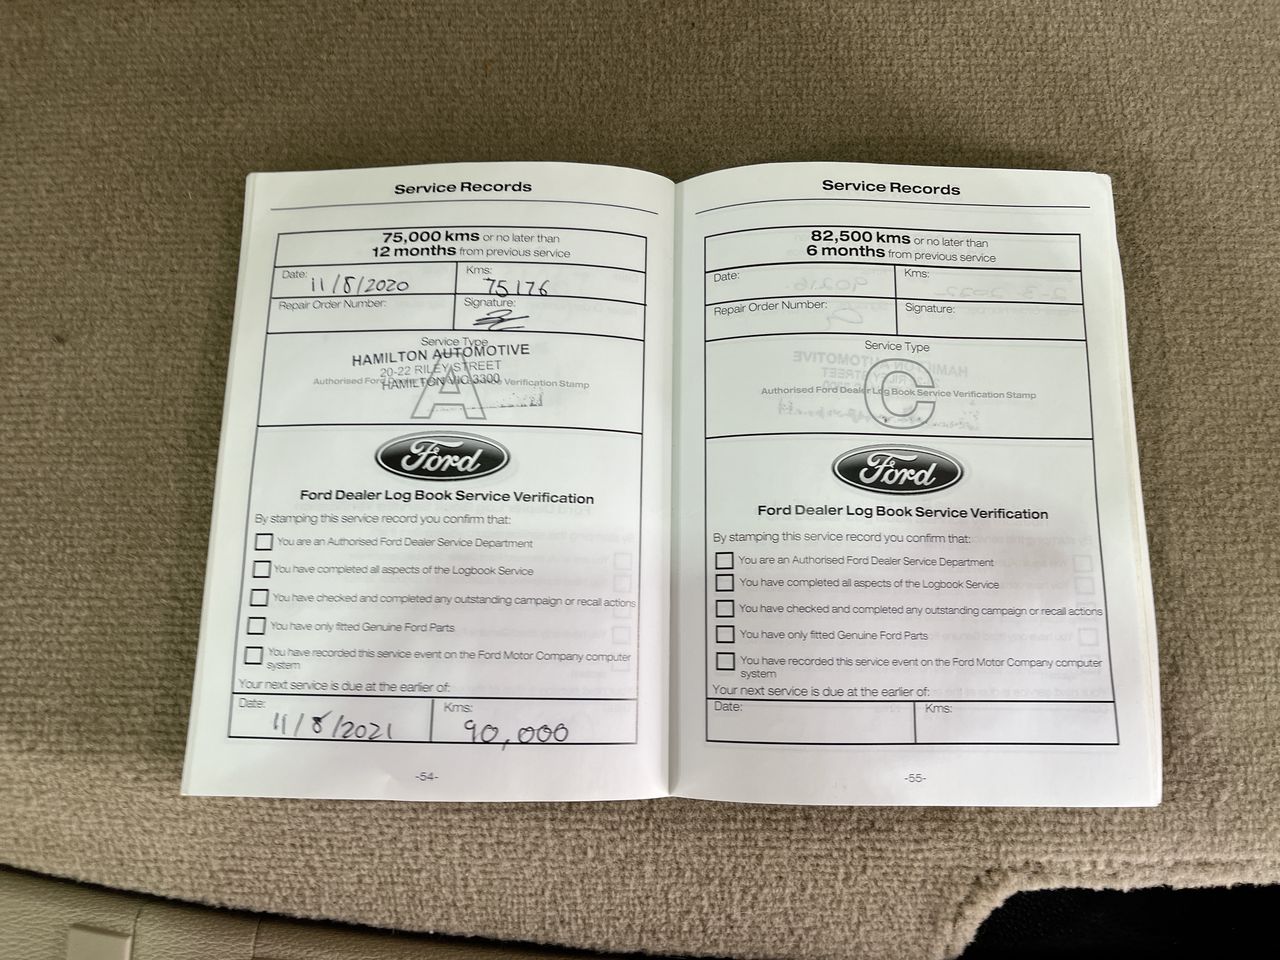 Service Records
75,000 kms or no later than
12 months from previous service
Date: 11/8/2020
Kms: 75176
Repair Order Number:
Signature:
Service Type
HAMILTON AUTOMOTIVE
20-22 RILEY STREET
Authorised Ford Verification Stamp
HAMILTON VIC 3300
A
Ford
Ford Dealer Log Book Service Verification
By stamping this service record you confirm that:
You are an Authorised Ford Dealer Service Department
You have completed all aspects of the Logbook Service
You have checked and completed any outstanding campaign or recall actions
You have only fitted Genuine Ford Parts
You have recorded this service event on the Ford Motor Company computer
system
Your next service is due at the earlier of:
Date: 11/8/2021
Kms: 90,000
-54-
Service Records
82,500 kms or no later than
6 months from previous service
Date:
Kms:
Repair Order Number:
Signature:
Service Type
C
Authorised Ford Dealer Log Book Service Verification Stamp
Ford
Ford Dealer Log Book Service Verification
By stamping this service record you confirm that:
You are an Authorised Ford Dealer Service Department
You have completed all aspects of the Logbook Service
You have checked and completed any outstanding campaign or recall actions
You have only fitted Genuine Ford Parts
You have recorded this service event on the Ford Motor Company computer
system
Your next service is due at the earlier of:
Date:
Kms:
-55-